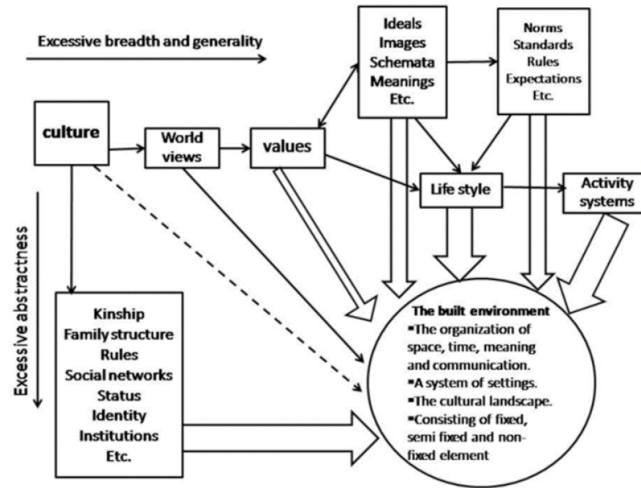 Excessive breadth and generality
Ideals
Images
Schemata
Meanings
Etc.
Norms
Standards
Rules
Expectations
Etc.
culture
World
views
values
Life style
Activity
systems
Excessive abstractness
Kinship
Family structure
Rules
Social networks
Status
Identity
Institutions
Etc.
The built environment
▪The organization of
space, time, meaning
and communication.
▪A system of settings.
▪The cultural landscape.
▪Consisting of fixed,
semi fixed and non-
fixed element